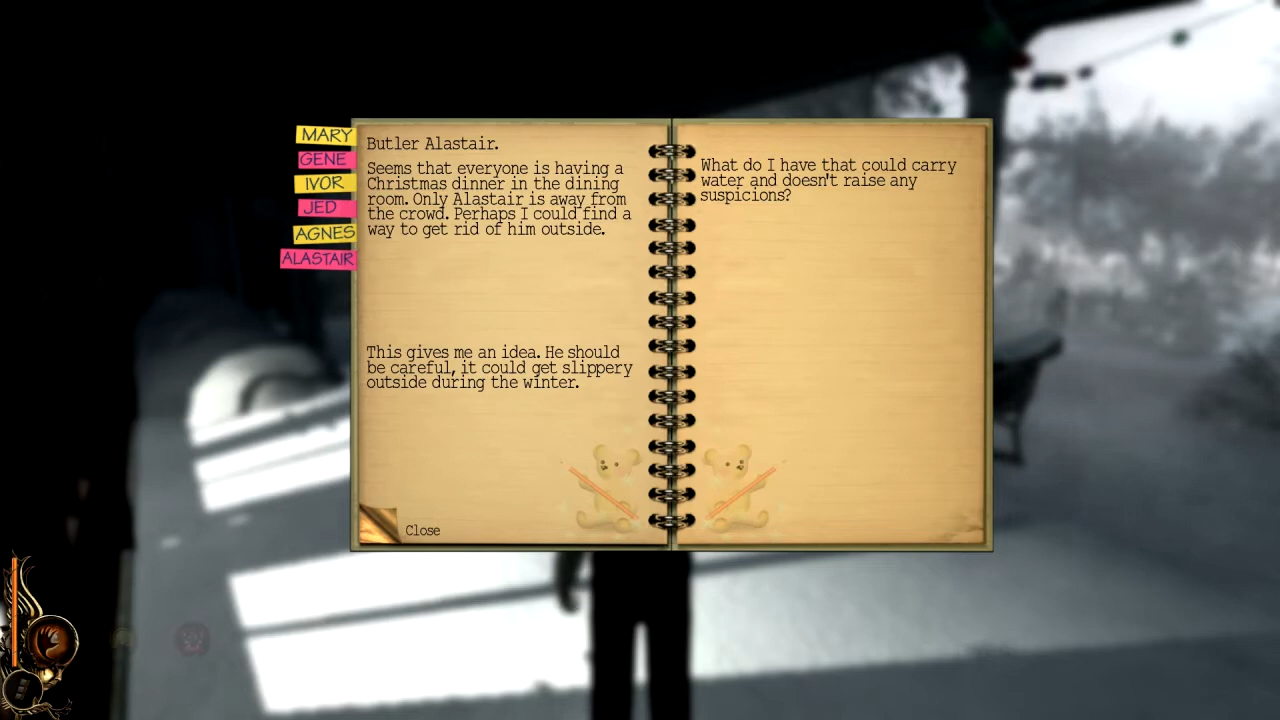 MARY
GENE
IVOR
JED
AGNES
ALASTAIR
Butler Alastair.
Seems that everyone is having a
Christmas dinner in the dining
room. Only Alastair is away from
the crowd. Perhaps I could find a
way to get rid of him outside.
This gives me an idea. He should
be careful, it could get slippery
outside during the winter.
Close
What do I have that could carry
water and doesn't raise any
suspicions?